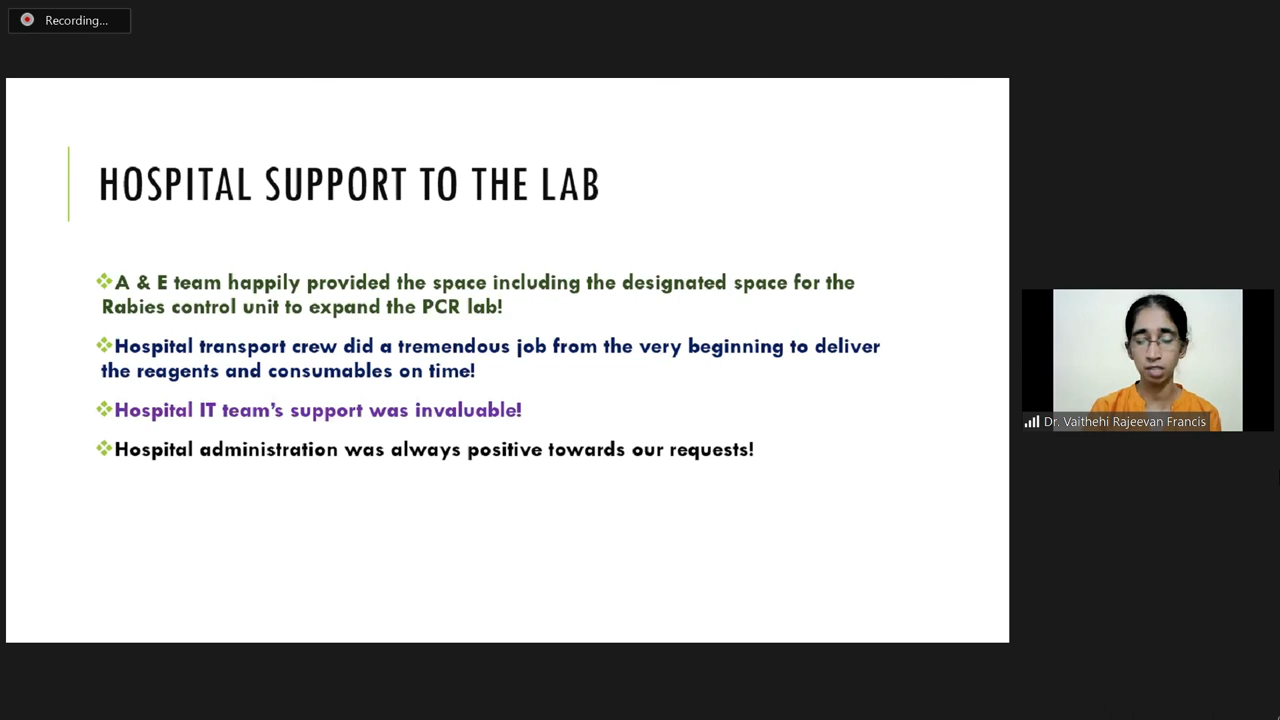 Recording...
HOSPITAL SUPPORT TO THE LAB
❖A & E team happily provided the space including the designated space for the
Rabies control unit to expand the PCR lab!
❖Hospital transport crew did a tremendous job from the very beginning to deliver
the reagents and consumables on time!
❖Hospital IT team's support was invaluable!
❖Hospital administration was always positive towards our requests!
Dr. Vaithehi Rajeevan Francis